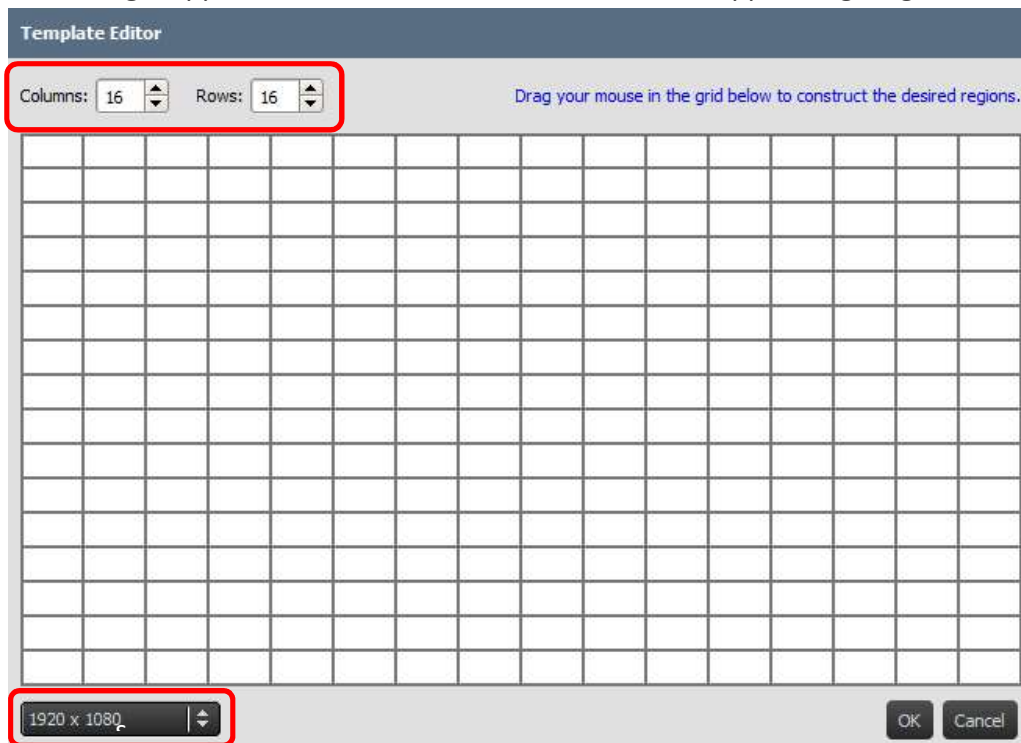 Template Editor
Columns: 16 Rows: 16 Drag your mouse in the grid below to construct the desired regions.
1920 x 1080
OK Cancel